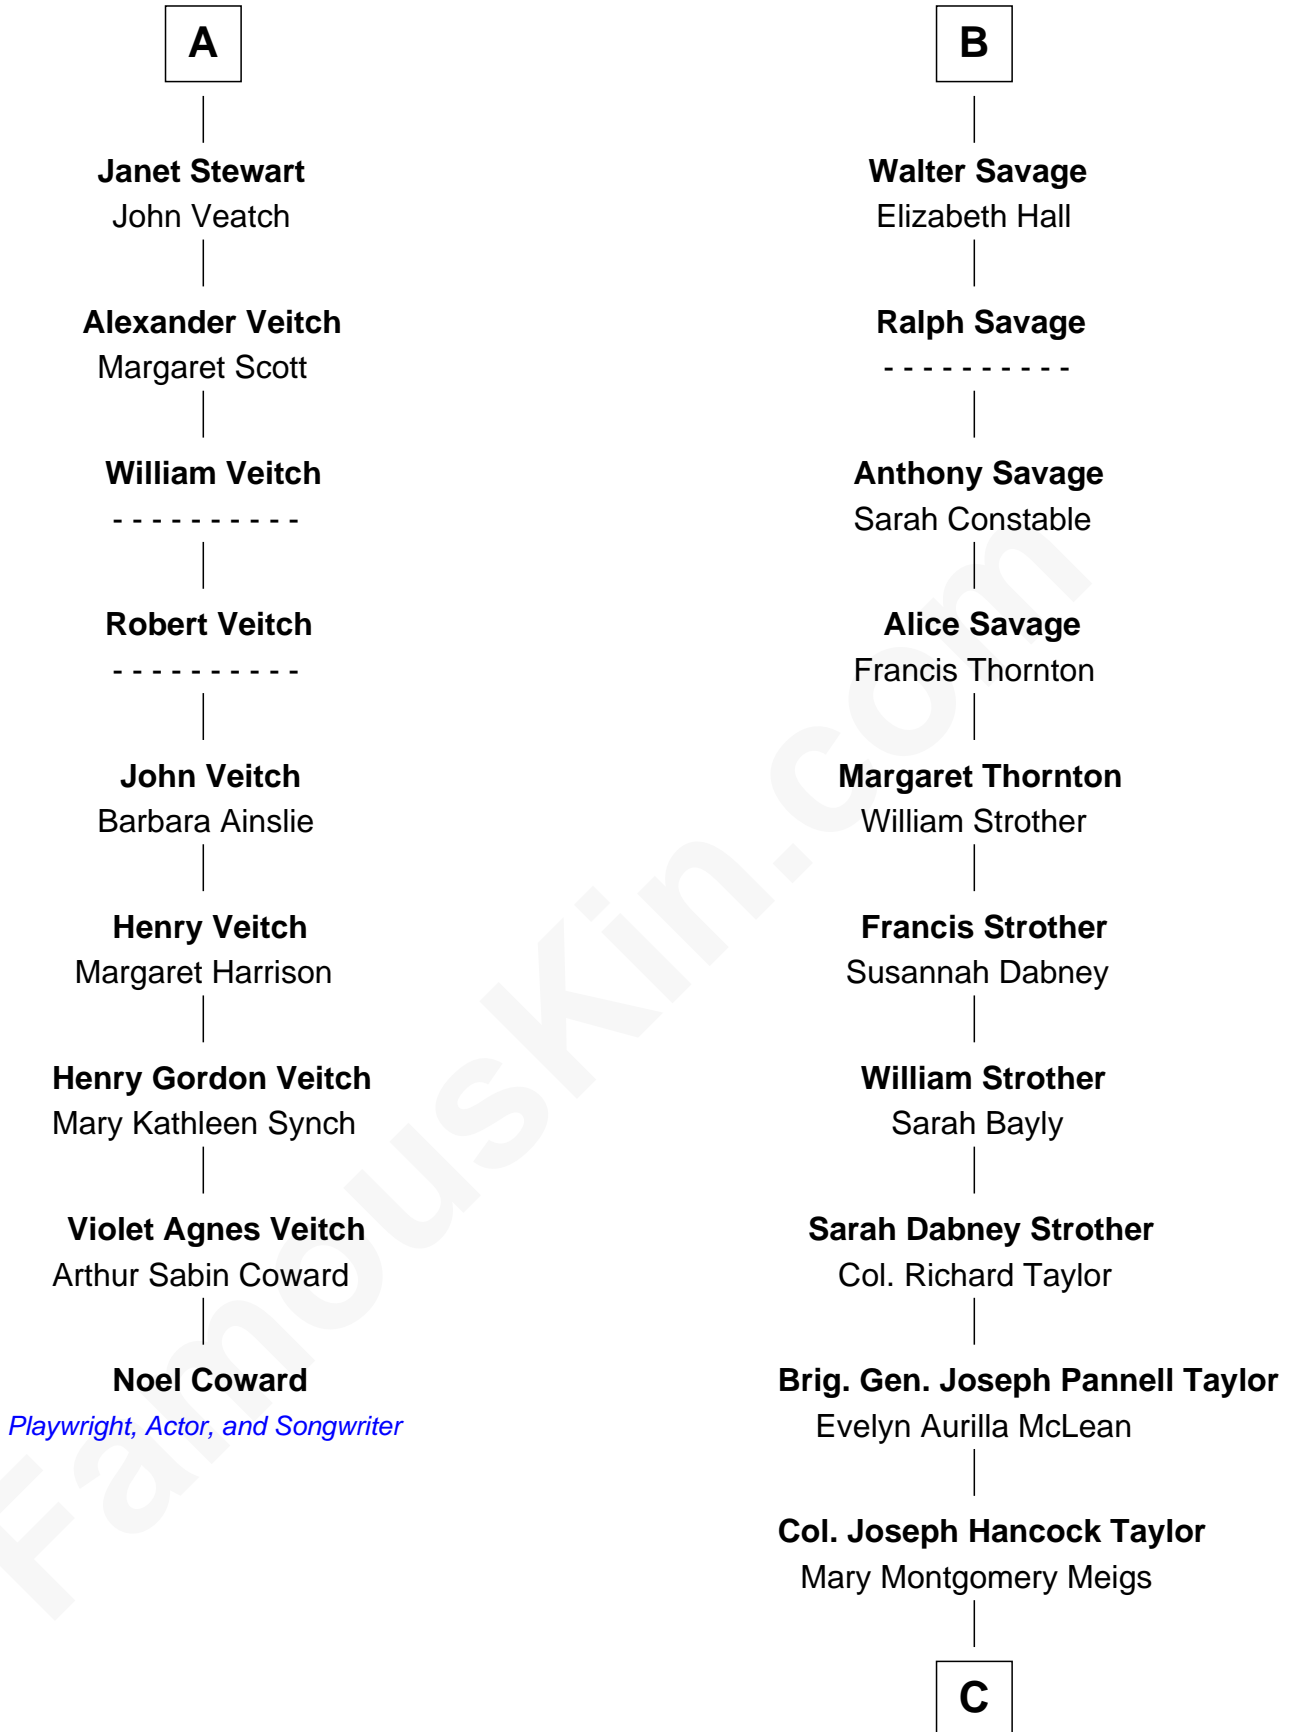 A
Janet Stewart
John Veatch
Alexander Veitch
Margaret Scott
William Veitch
- - - - - - - - - -
Robert Veitch
- - - - - - - - - -
John Veitch
Barbara Ainslie
Henry Veitch
Margaret Harrison
Henry Gordon Veitch
Mary Kathleen Synch
Violet Agnes Veitch
Arthur Sabin Coward
Noel Coward
Playwright, Actor, and Songwriter
B
Walter Savage
Elizabeth Hall
Ralph Savage
- - - - - - - - - -
Anthony Savage
Sarah Constable
Alice Savage
Francis Thornton
Margaret Thornton
William Strother
Francis Strother
Susannah Dabney
William Strother
Sarah Bayly
Sarah Dabney Strother
Col. Richard Taylor
Brig. Gen. Joseph Pannell Taylor
Evelyn Aurilla McLean
Col. Joseph Hancock Taylor
Mary Montgomery Meigs
C
FamousKin.com